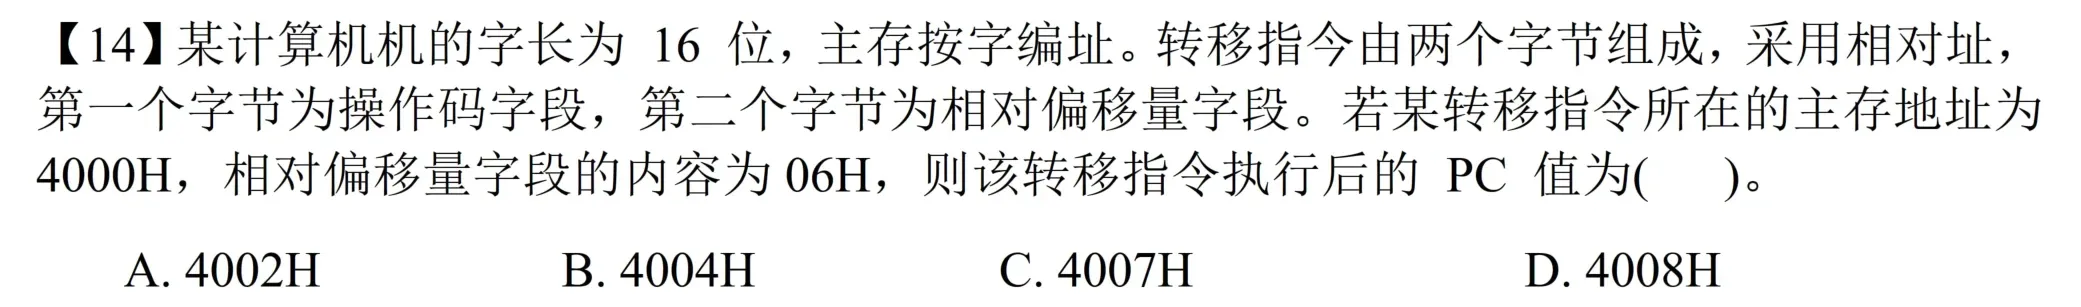 【14】某计算机机的字长为 16 位，主存按字编址。转移指今由两个字节组成，采用相对址，
第一个字节为操作码字段，第二个字节为相对偏移量字段。若某转移指令所在的主存地址为
4000H，相对偏移量字段的内容为 06H，则该转移指令执行后的 PC 值为( )。
A. 4002H B. 4004H C. 4007H D. 4008H